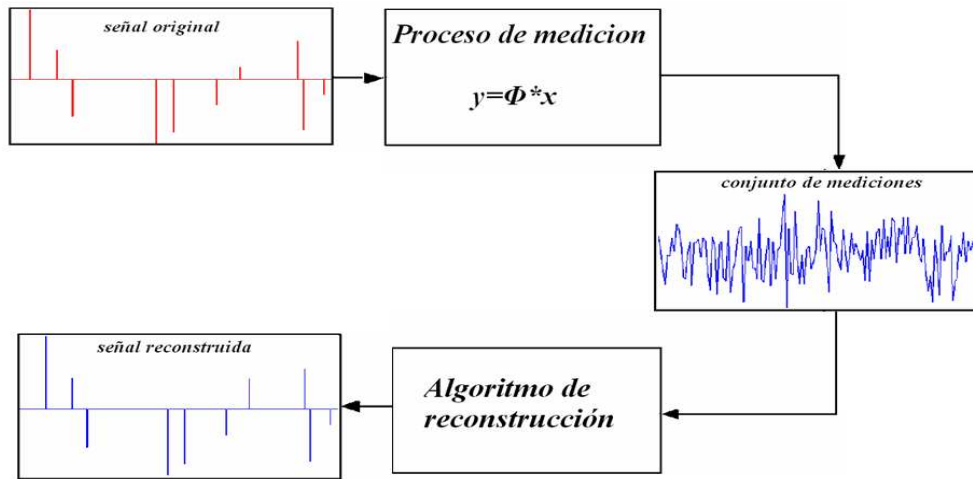 señal original
Proceso de medicion
y=Φ*x
conjunto de mediciones
Algoritmo de
reconstrucción
señal reconstruida